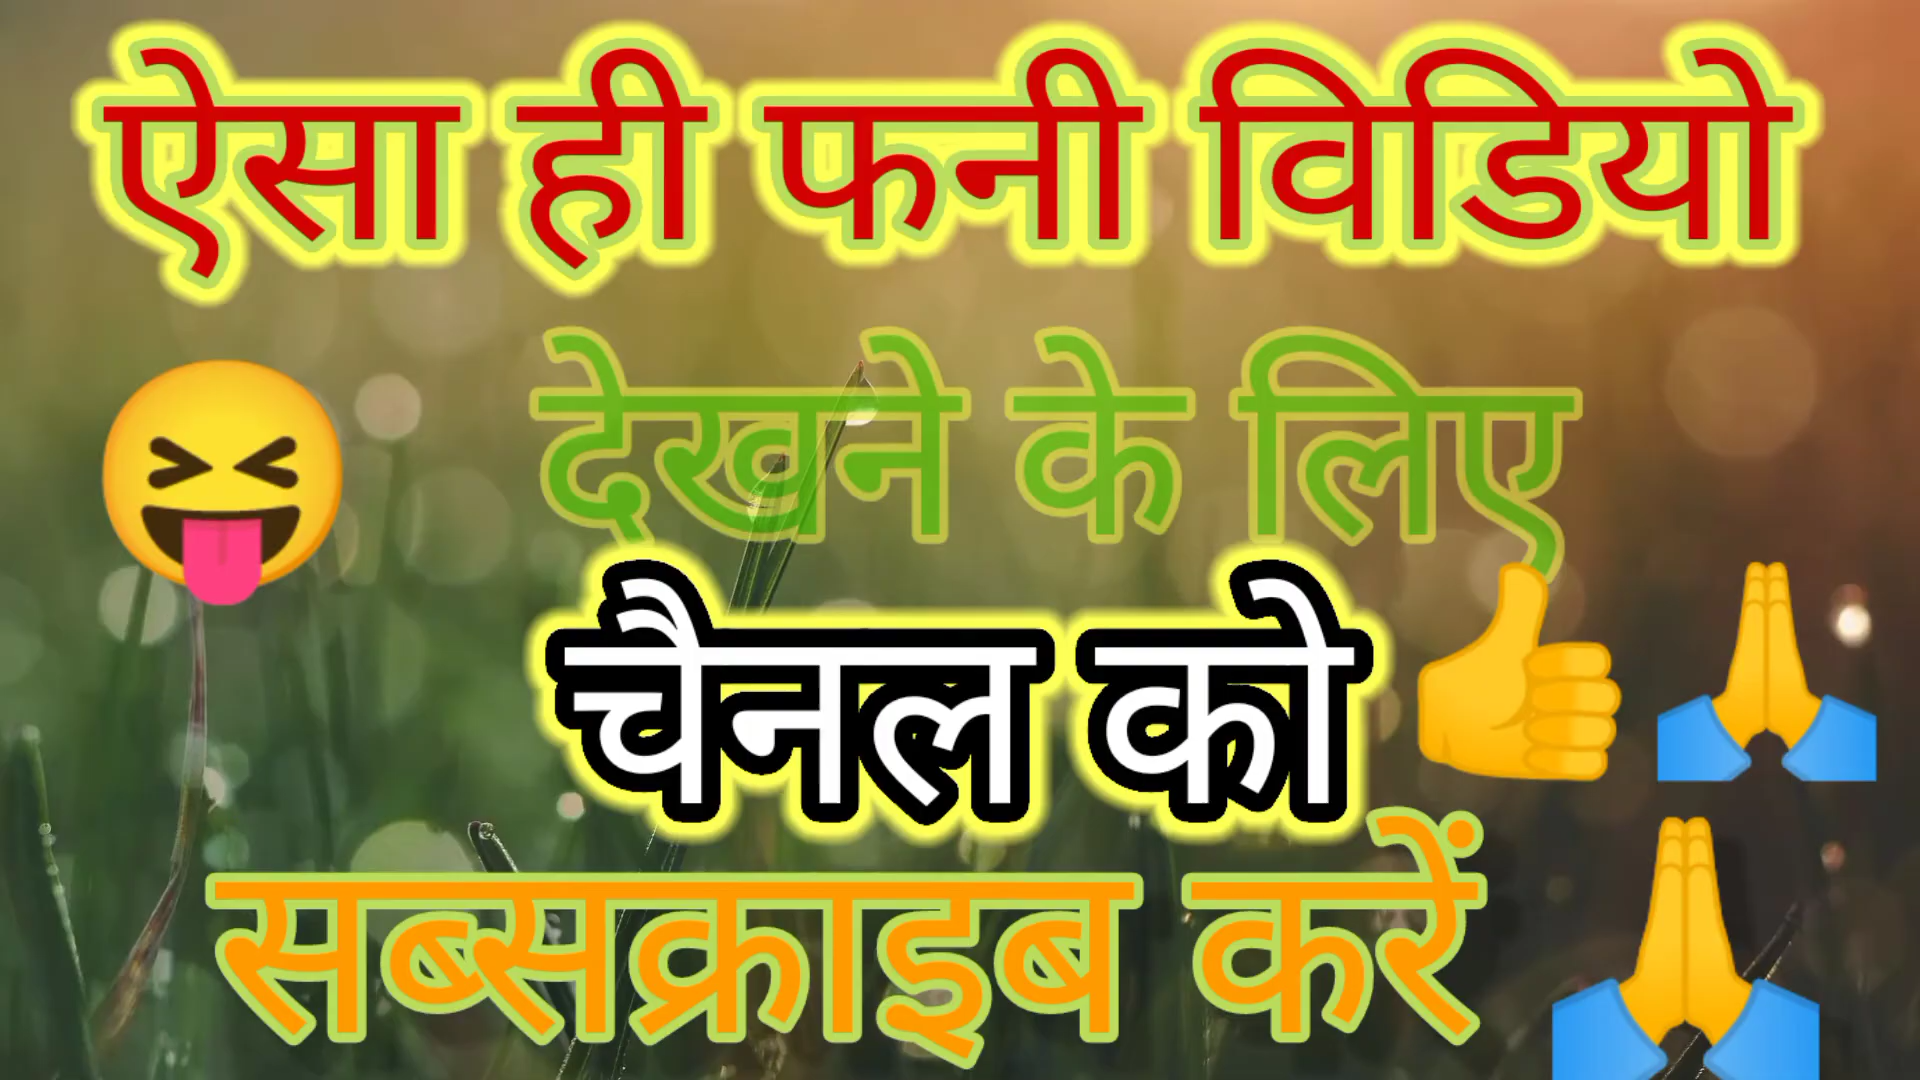 ऐसा ही फनी विडियो
देखने के लिए
चैनल को
सब्सक्राइब करें